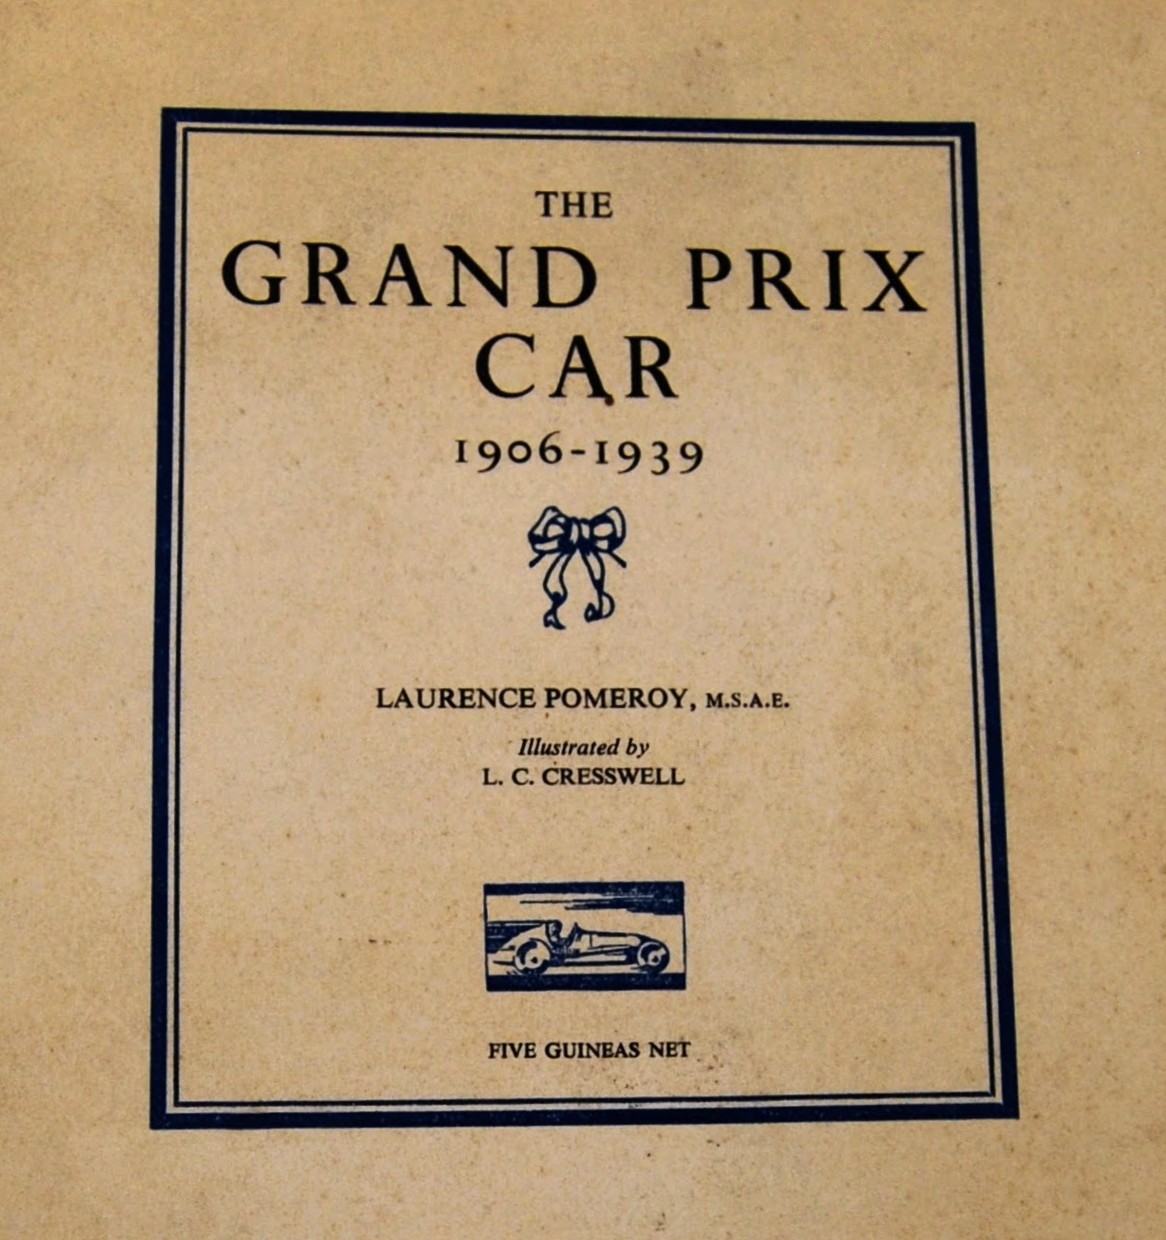 THE
GRAND PRIX
CAR
1906-1939
LAURENCE POMEROY, M.S.A.E.
Illustrated by
L. C. CRESSWELL
FIVE GUINEAS NET